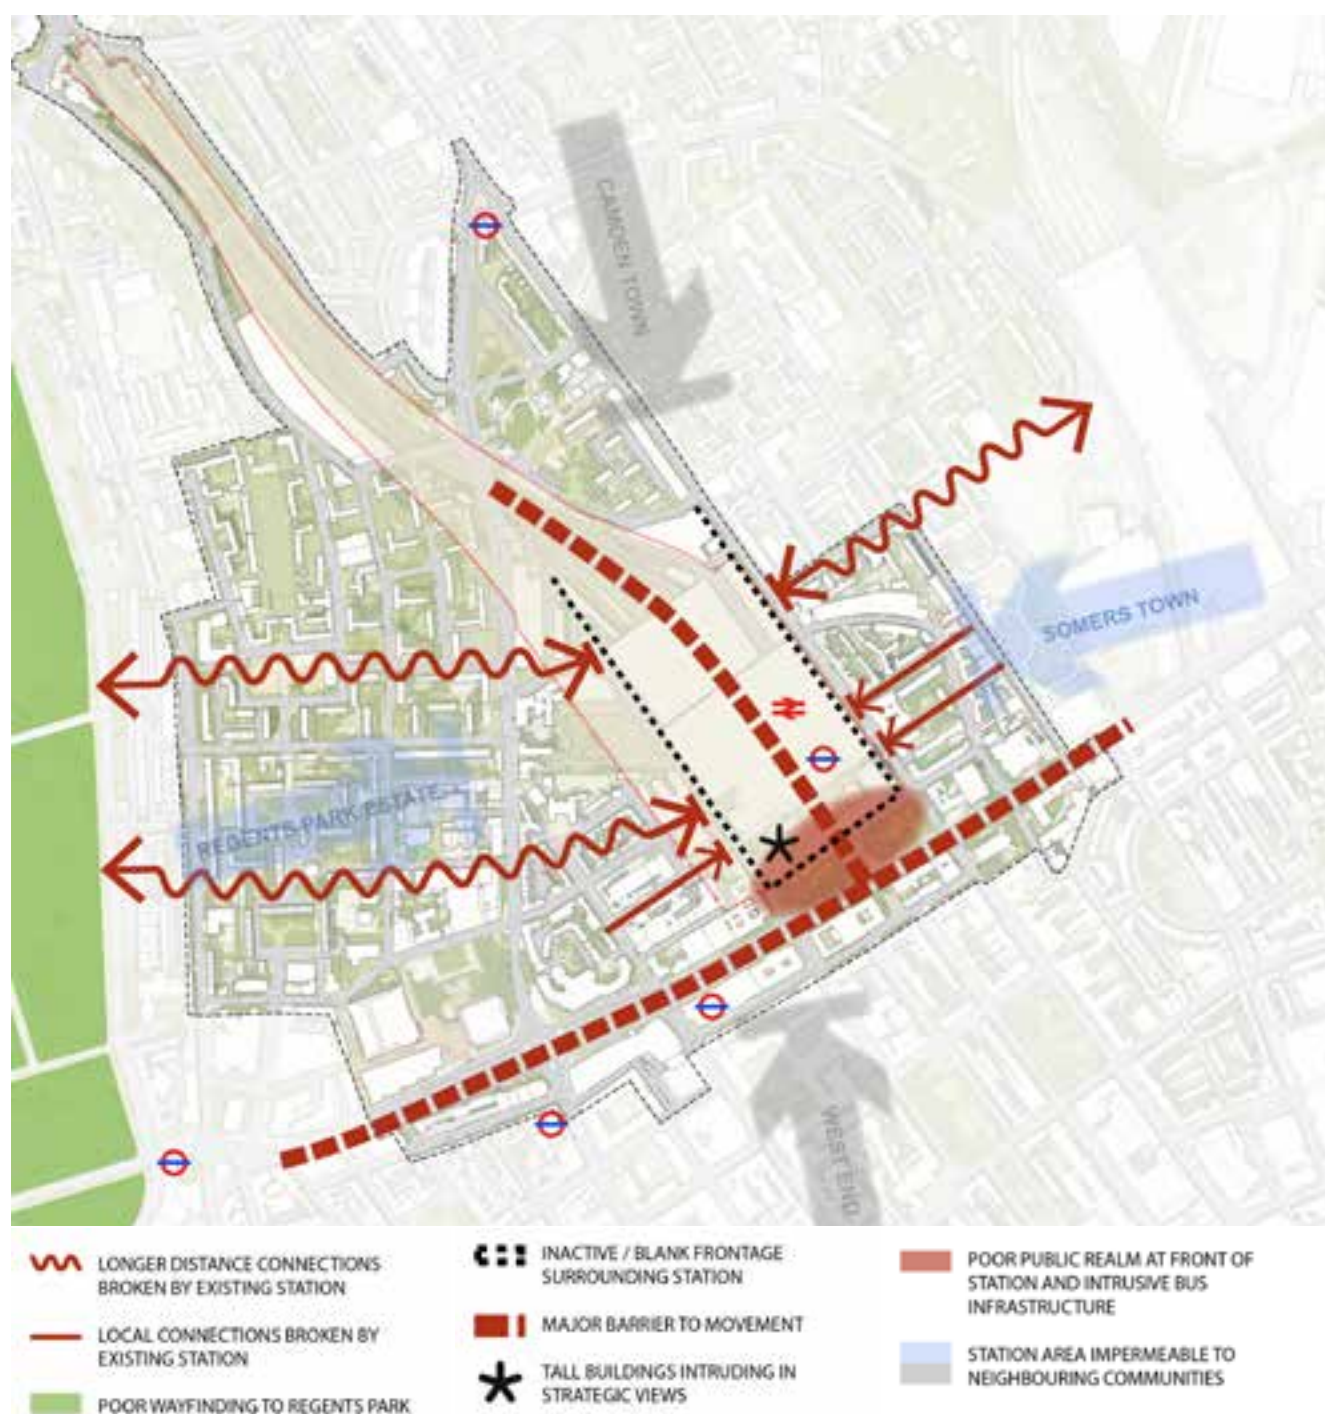 CAMDEN TOWN
SOMERS TOWN
REGENTS PARK ESTATE
WEST END
LONGER DISTANCE CONNECTIONS
BROKEN BY EXISTING STATION
LOCAL CONNECTIONS BROKEN BY
EXISTING STATION
POOR WAYFINDING TO REGENTS PARK
INACTIVE / BLANK FRONTAGE
SURROUNDING STATION
MAJOR BARRIER TO MOVEMENT
TALL BUILDINGS INTRUDING IN
STRATEGIC VIEWS
POOR PUBLIC REALM AT FRONT OF
STATION AND INTRUSIVE BUS
INFRASTRUCTURE
STATION AREA IMPERMEABLE TO
NEIGHBOURING COMMUNITIES